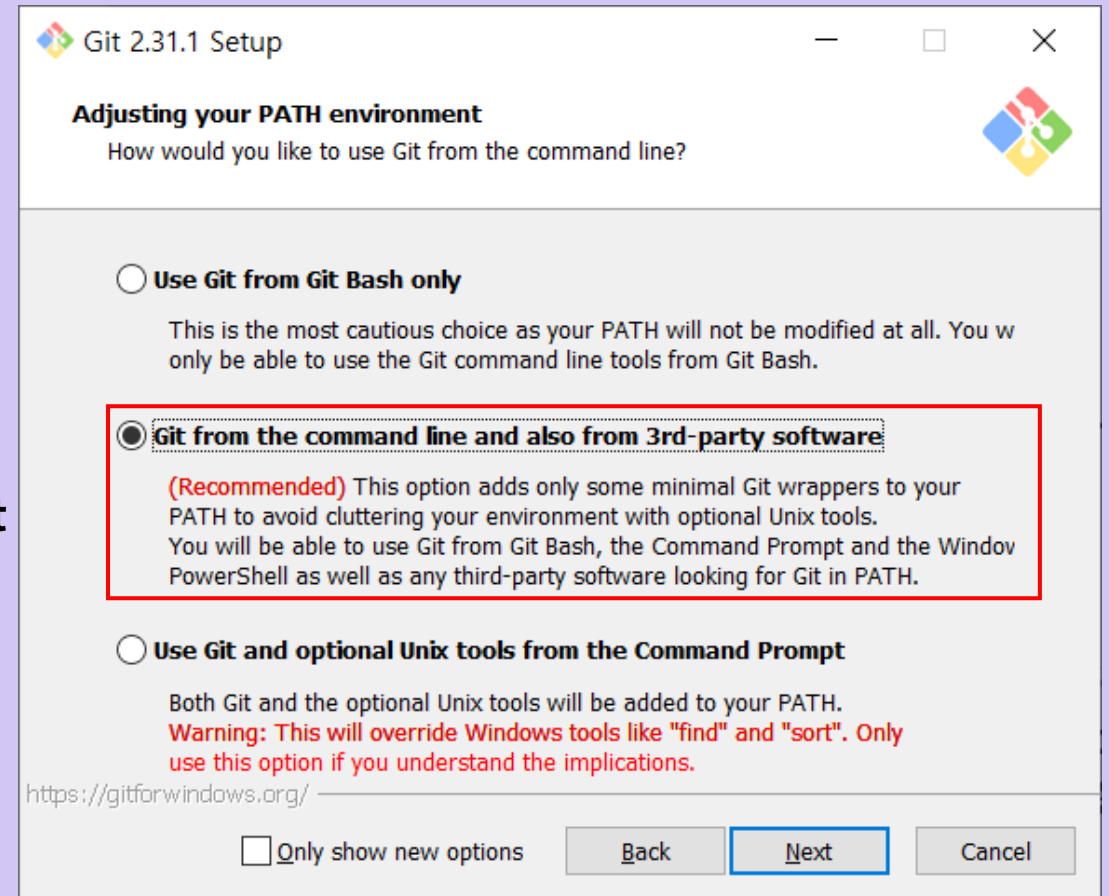 Git 2.31.1 Setup
Adjusting your PATH environment
How would you like to use Git from the command line?
Use Git from Git Bash only
This is the most cautious choice as your PATH will not be modified at all. You w
only be able to use the Git command line tools from Git Bash.
Git from the command line and also from 3rd-party software
(Recommended) This option adds only some minimal Git wrappers to your
PATH to avoid cluttering your environment with optional Unix tools.
You will be able to use Git from Git Bash, the Command Prompt and the Window
PowerShell as well as any third-party software looking for Git in PATH.
t
Use Git and optional Unix tools from the Command Prompt
Both Git and the optional Unix tools will be added to your PATH.
Warning: This will override Windows tools like "find" and "sort". Only
use this option if you understand the implications.
https://gitforwindows.org/
Only show new options
Back
Next
Cancel